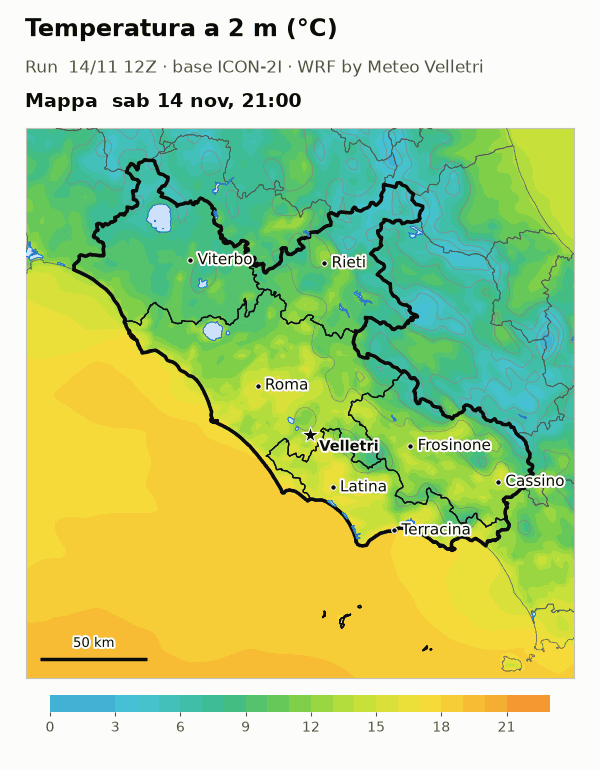 Temperatura a 2 m (°C)
Run 14/11 12Z · base ICON-2I · WRF by Meteo Velletri
Mappa sab 14 nov, 21:00
Viterbo
Rieti
Roma
Velletri
Frosinone
Cassino
Latina
Terracina
50 km
0 3 6 9 12 15 18 21